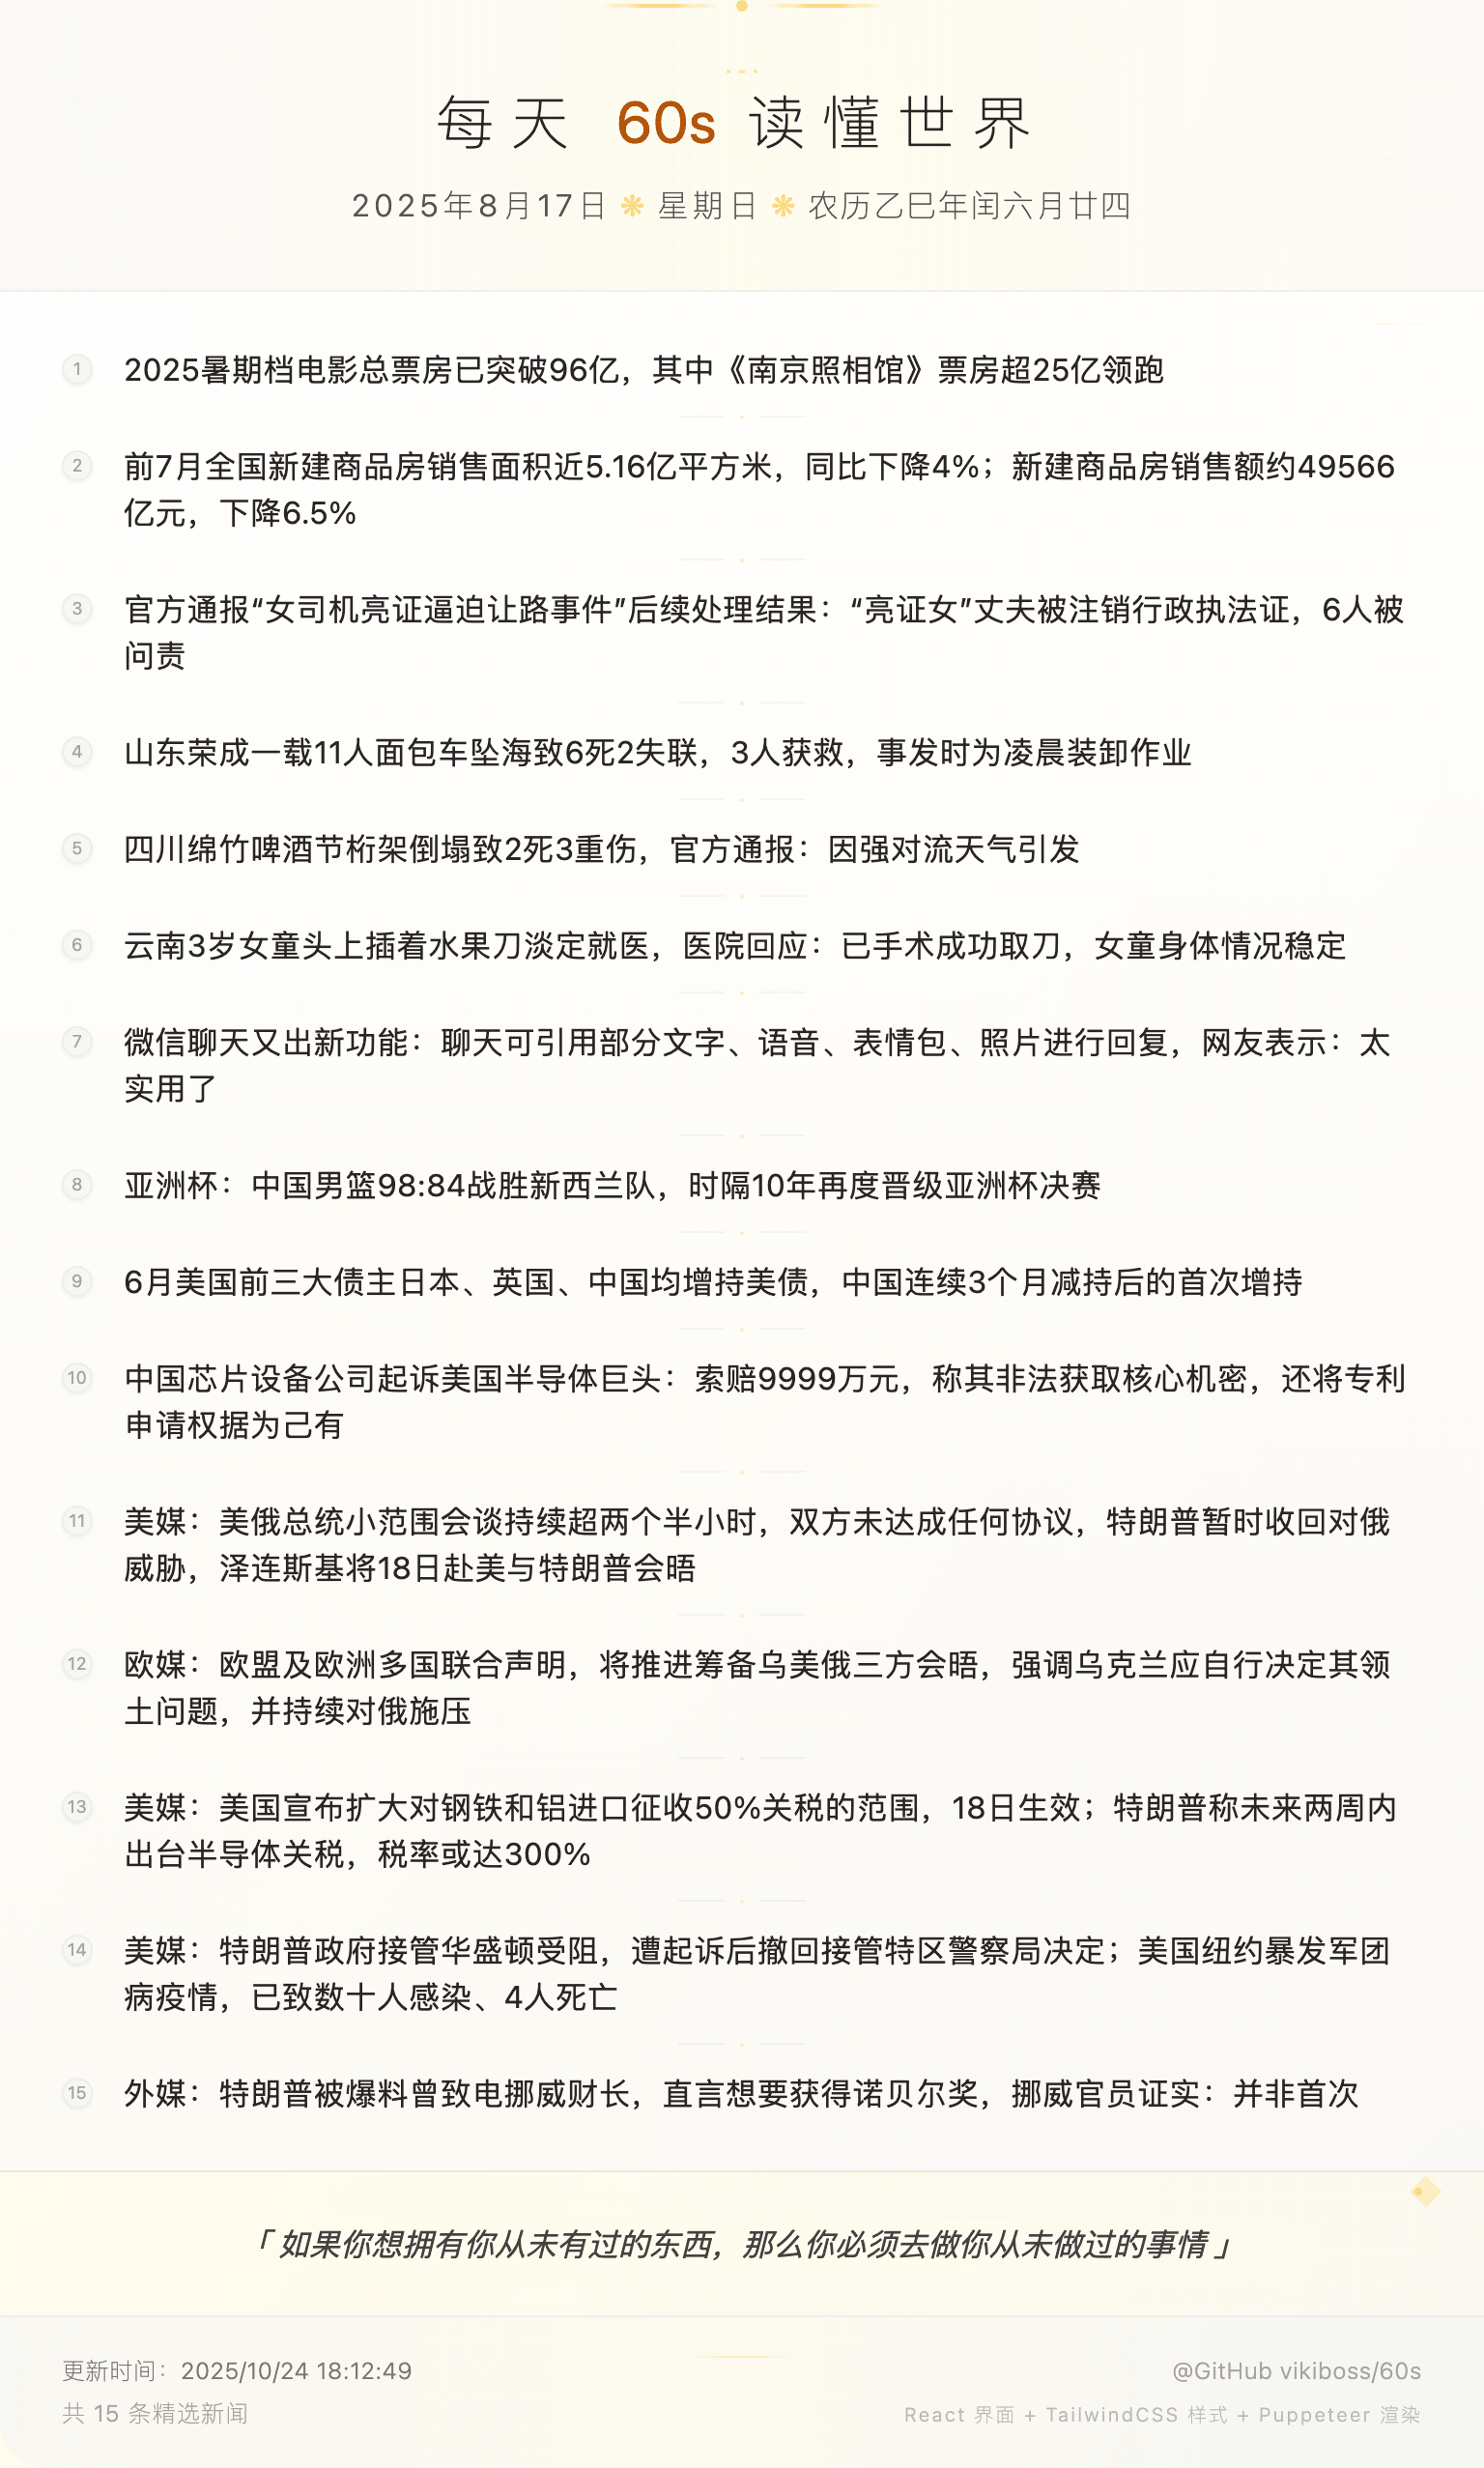 每天 60s 读懂世界
2025年8月17日 ❋ 星期日 ❋ 农历乙巳年闰六月廿四
1 2025暑期档电影总票房已突破96亿，其中《南京照相馆》票房超25亿领跑
2 前7月全国新建商品房销售面积近5.16亿平方米，同比下降4%；新建商品房销售额约49566
亿元，下降6.5%
3 官方通报“女司机亮证逼迫让路事件”后续处理结果：“亮证女”丈夫被注销行政执法证，6人被
问责
4 山东荣成一载11人面包车坠海致6死2失联，3人获救，事发时为凌晨装卸作业
5 四川绵竹啤酒节桁架倒塌致2死3重伤，官方通报：因强对流天气引发
6 云南3岁女童头上插着水果刀淡定就医，医院回应：已手术成功取刀，女童身体情况稳定
7 微信聊天又出新功能：聊天可引用部分文字、语音、表情包、照片进行回复，网友表示：太
实用了
8 亚洲杯：中国男篮98:84战胜新西兰队，时隔10年再度晋级亚洲杯决赛
9 6月美国前三大债主日本、英国、中国均增持美债，中国连续3个月减持后的首次增持
10 中国芯片设备公司起诉美国半导体巨头：索赔9999万元，称其非法获取核心机密，还将专利
申请权据为己有
11 美媒：美俄总统小范围会谈持续超两个半小时，双方未达成任何协议，特朗普暂时收回对俄
威胁，泽连斯基将18日赴美与特朗普会晤
12 欧媒：欧盟及欧洲多国联合声明，将推进筹备乌美俄三方会晤，强调乌克兰应自行决定其领
土问题，并持续对俄施压
13 美媒：美国宣布扩大对钢铁和铝进口征收50%关税的范围，18日生效；特朗普称未来两周内
出台半导体关税，税率或达300%
14 美媒：特朗普政府接管华盛顿受阻，遭起诉后撤回接管特区警察局决定；美国纽约暴发军团
病疫情，已致数十人感染、4人死亡
15 外媒：特朗普被爆料曾致电挪威财长，直言想要获得诺贝尔奖，挪威官员证实：并非首次
「 如果你想拥有你从未有过的东西，那么你必须去做你从未做过的事情 」
更新时间：2025/10/24 18:12:49
@GitHub vikiboss/60s
共 15 条精选新闻
React 界面 + TailwindCSS 样式 + Puppeteer 渲染